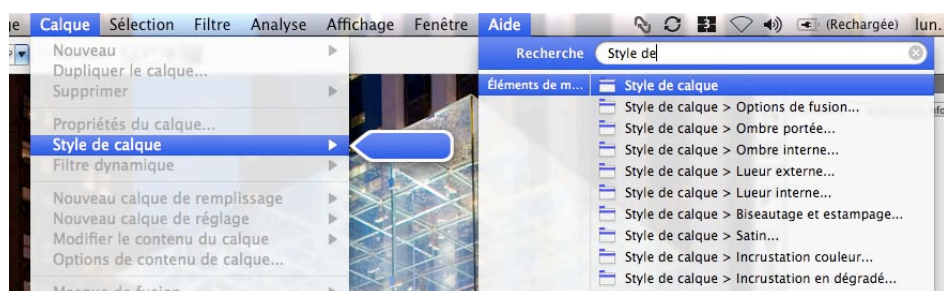 Calque Sélection Filtre Analyse Affichage Fenêtre Aide 3 (Rechargée) lun.
Nouveau
Dupliquer le calque...
Supprimer
Propriétés du calque...
Style de calque
Filtre dynamique
Nouveau calque de remplissage
Nouveau calque de réglage
Modifier le contenu du calque
Options de contenu de calque...
Masque de fusion
Recherche Style de
Éléments de m... Style de calque
Style de calque > Options de fusion...
Style de calque > Ombre portée...
Style de calque > Ombre interne...
Style de calque > Lueur externe...
Style de calque > Lueur interne...
Style de calque > Biseautage et estampage...
Style de calque > Satin...
Style de calque > Incrustation couleur...
Style de calque > Incrustation en dégradé...